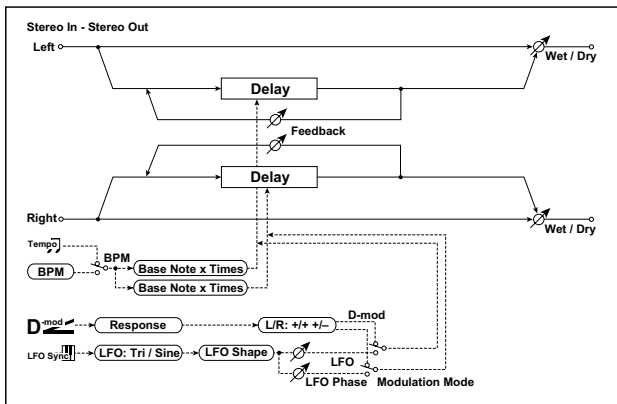 Stereo In - Stereo Out
Left
Wet / Dry
Delay
Feedback
Delay
Right
Wet / Dry
Tempo
BPM
BPM
Base Note x Times
Base Note x Times
D-mod
D-mod
Response
L/R: +/+ +/–
LFO Sync
LFO: Tri / Sine
LFO Shape
LFO
LFO Phase
Modulation Mode